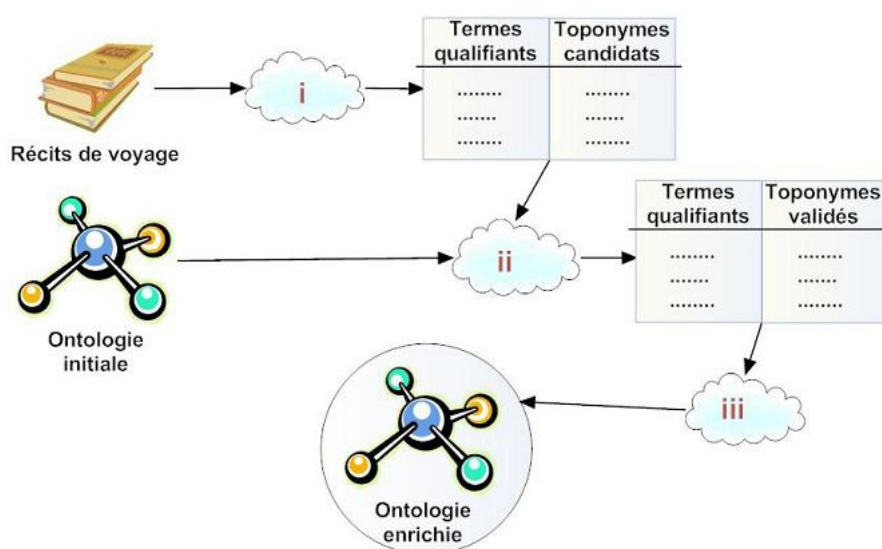 Termes
qualifiants
Toponymes
candidats
........
........
.......
.......
........
........
i
Récits de voyage
Termes
qualifiants
Toponymes
validés
........
........
.......
.......
........
........
ii
Ontologie
initiale
iii
Ontologie
enrichie